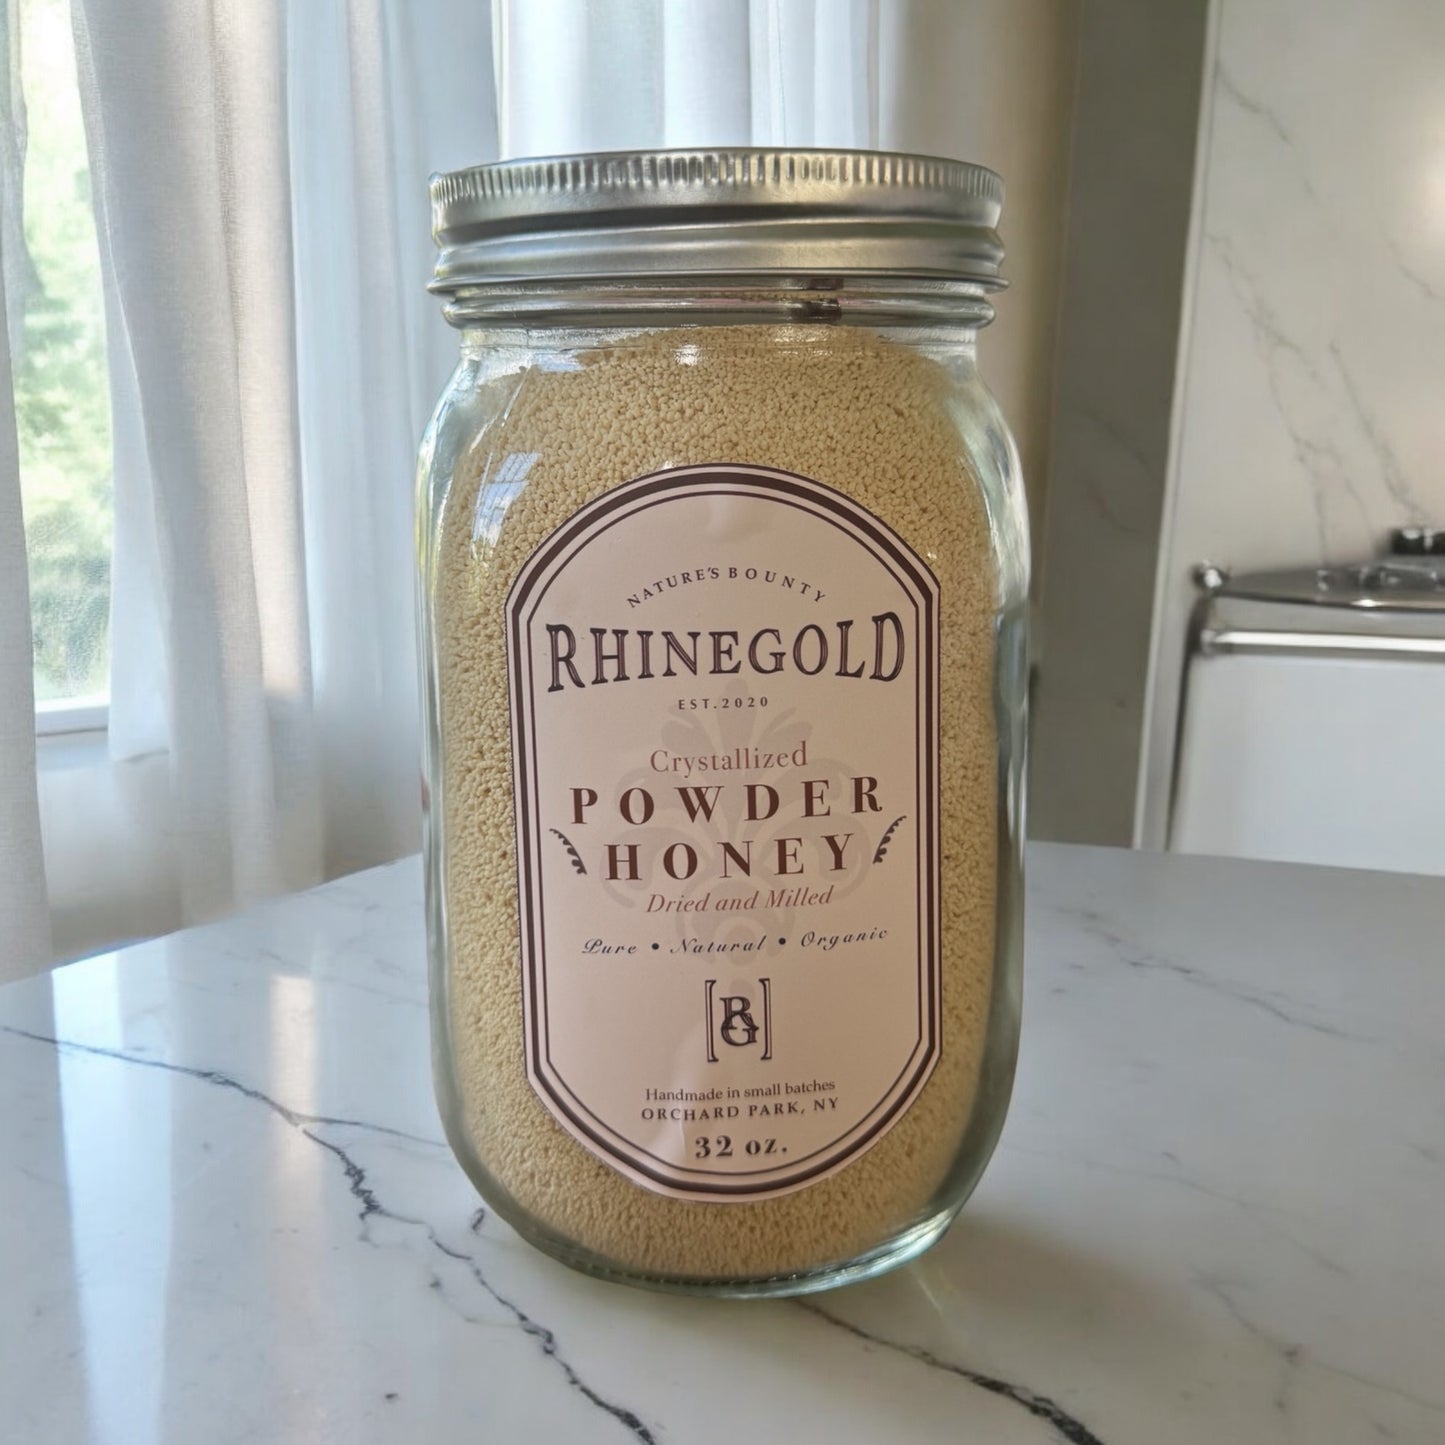 NATURE'S BOUNTY
RHINEGOLD
EST.2020
Crystallized
POWDER
HONEY
Dried and Milled
Pure • Natural • Organic
RG
Handmade in small batches
ORCHARD PARK, NY
32 oz.